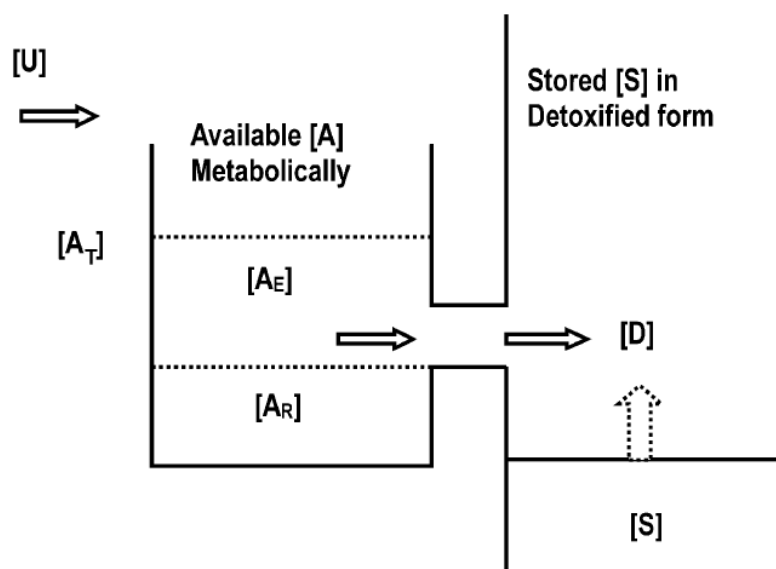 [U]
Stored [S] in
Detoxified form
Available [A]
Metabolically
[A_T]
[A_E]
[D]
[A_R]
[S]